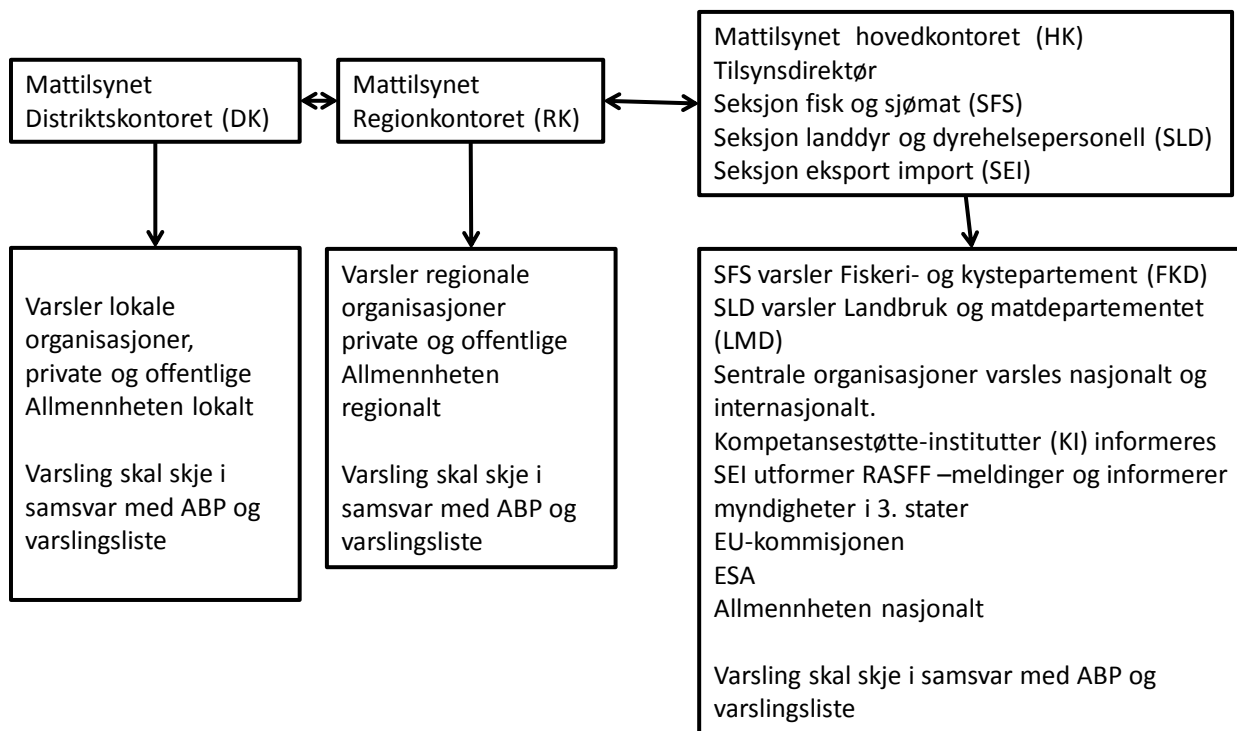 Mattilsynet
Distriktskontoret (DK)
Mattilsynet
Regionkontoret (RK)
Mattilsynet hovedkontoret (HK)
Tilsynsdirektør
Seksjon fisk og sjømat (SFS)
Seksjon landdyr og dyrehelsepersonell (SLD)
Seksjon eksport import (SEI)
Varsler lokale
organisasjoner,
private og offentlige
Allmennheten lokalt
Varsling skal skje i
samsvar med ABP og
varslingsliste
Varsler regionale
organisasjoner
private og offentlige
Allmennheten
regionalt
Varsling skal skje i
samsvar med ABP og
varslingsliste
SFS varsler Fiskeri- og kystepartement (FKD)
SLD varsler Landbruk og matdepartementet
(LMD)
Sentrale organisasjoner varsles nasjonalt og
internasjonalt.
Kompetansestøtte-institutter (KI) informeres
SEI utformer RASFF –meldinger og informerer
myndigheter i 3. stater
EU-kommisjonen
ESA
Allmennheten nasjonalt
Varsling skal skje i samsvar med ABP og
varslingsliste